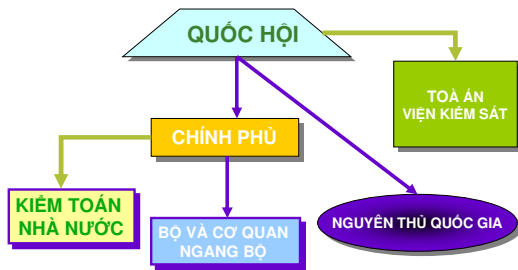 QUỐC HỘI
TOÀ ÁN
VIỆN KIỂM SÁT
CHÍNH PHỦ
KIỂM TOÁN
NHÀ NƯỚC
BỘ VÀ CƠ QUAN
NGANG BỘ
NGUYÊN THỦ QUỐC GIA